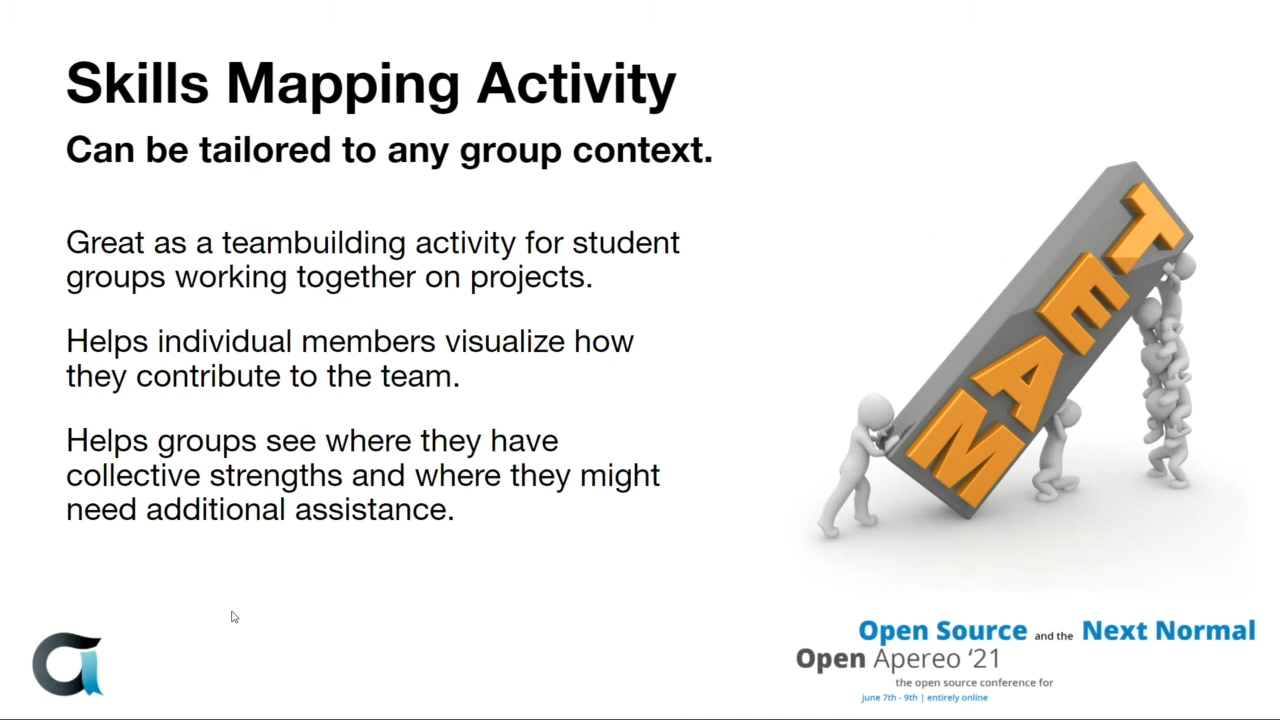 Skills Mapping Activity
Can be tailored to any group context.
Great as a teambuilding activity for student
groups working together on projects.
Helps individual members visualize how
they contribute to the team.
Helps groups see where they have
collective strengths and where they might
need additional assistance.
TEAM
Open Source and the Next Normal
Open Apereo ‘21
the open source conference for
june 7th - 9th | entirely online